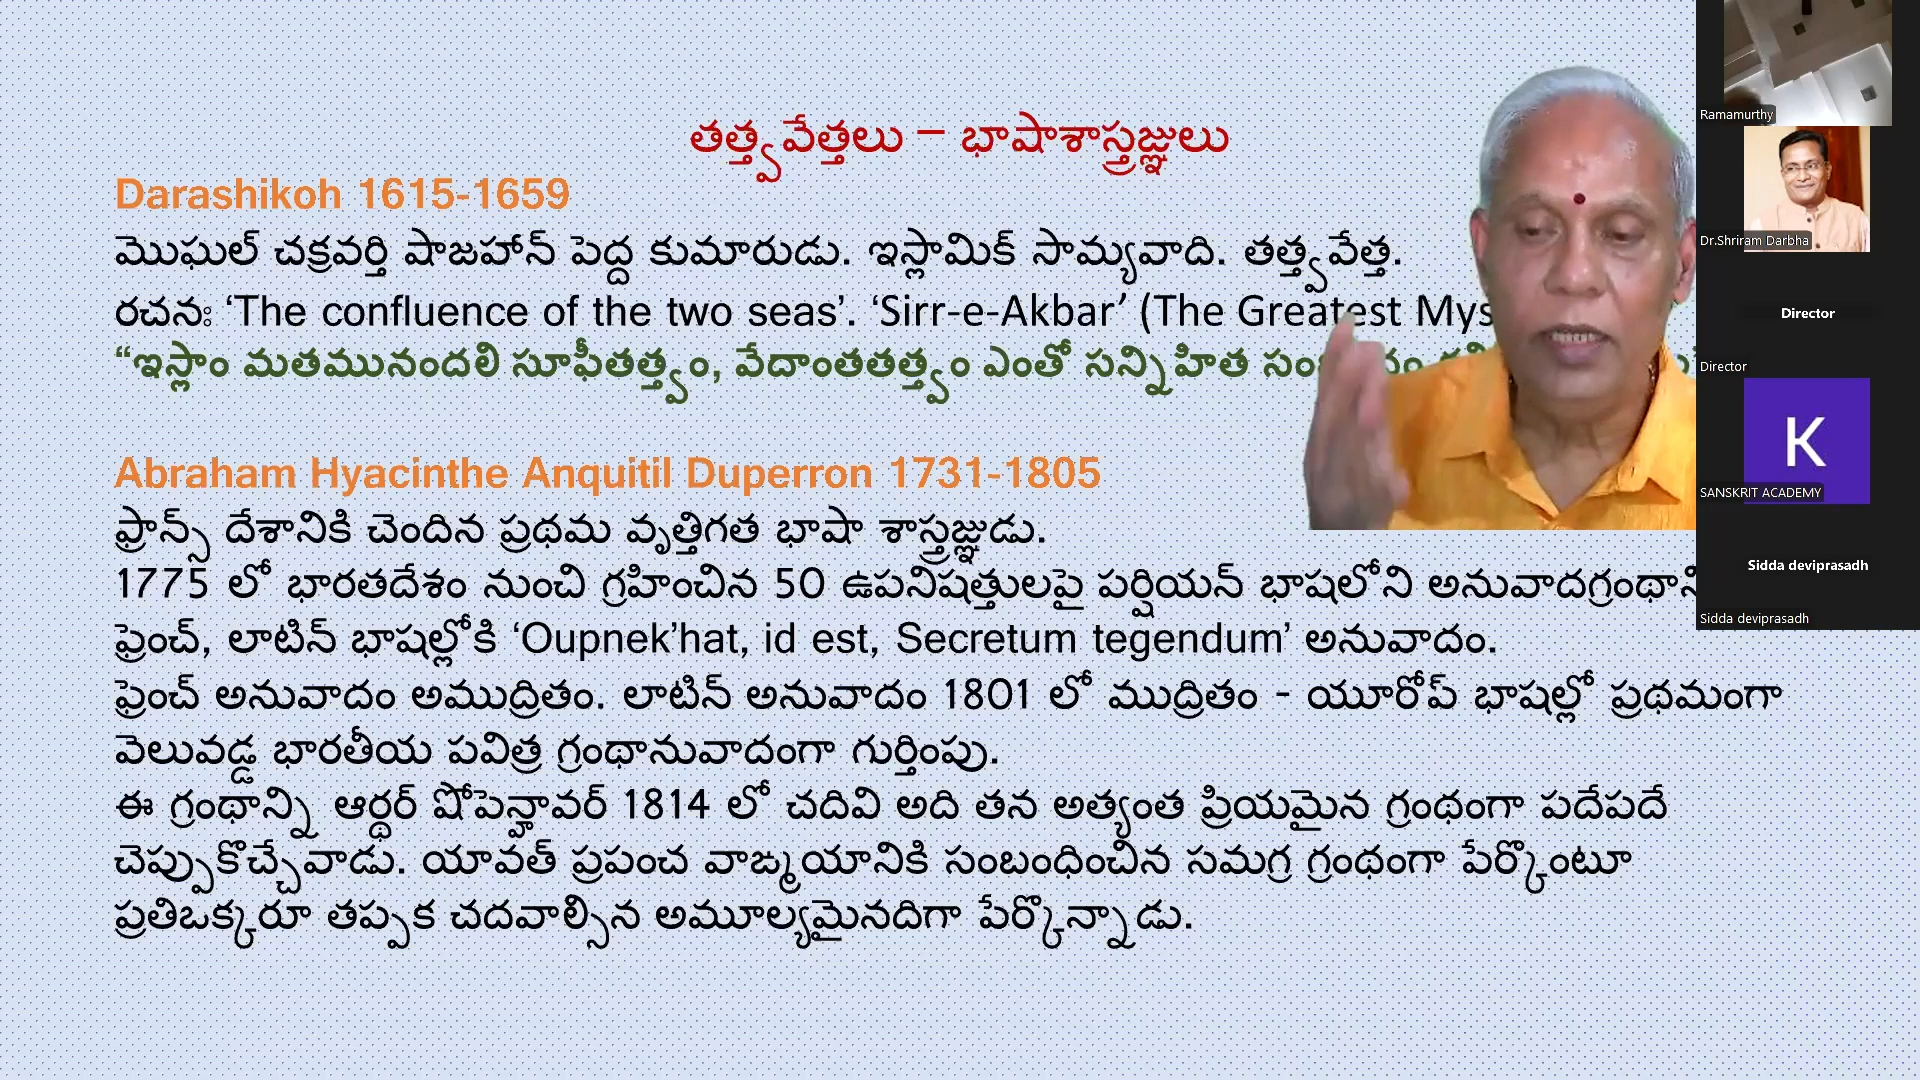 తత్త్వవేత్తలు – భాషాశాస్త్రజ్ఞులు
Darashikoh 1615-1659
మొఘల్ చక్రవర్తి షాజహాన్ పెద్ద కుమారుడు. ఇస్లామిక్ సామ్యవాది. తత్త్వవేత్త.
రచనః ‘The confluence of the two seas’. ‘Sirr-e-Akbar’ (The Greatest
“ఇస్లాం మతమునందలి సూఫీతత్త్వం, వేదాంతతత్త్వం ఎంతో సన్నిహిత
Abraham Hyacinthe Anquitil Duperron 1731-1805
ఫ్రాన్స్ దేశానికి చెందిన ప్రథమ వృత్తిగత భాషా శాస్త్రజ్ఞుడు.
1775 లో భారతదేశం నుంచి గ్రహించిన 50 ఉపనిషత్తులపై పర్షియన్ భాషలోని
ఫ్రెంచ్, లాటిన్ భాషల్లోకి ‘Oupnek’hat, id est, Secretum tegendum’ అనువాదం.
ఫ్రెంచ్ అనువాదం అముద్రితం. లాటిన్ అనువాదం 1801 లో ముద్రితం - యూరోప్ భాషల్లో ప్రథమంగా
వెలువడ్డ భారతీయ పవిత్ర గ్రంథానువాదంగా గుర్తింపు.
ఈ గ్రంథాన్ని ఆర్థర్ షోపెన్హావర్ 1814 లో చదివి అది తన అత్యంత ప్రియమైన గ్రంథంగా పదేపదే
చెప్పుకొచ్చేవాడు. యావత్ ప్రపంచ వాఙ్మయానికి సంబంధించిన సమగ్ర గ్రంథంగా పేర్కొంటూ
ప్రతిఒక్కరూ తప్పక చదవాల్సిన అమూల్యమైనదిగా పేర్కొన్నాడు.
Ramamurthy
Dr.Shriram Darbha
Director
Director
K
SANSKRIT ACADEMY
Sidda deviprasadh
Sidda deviprasadh